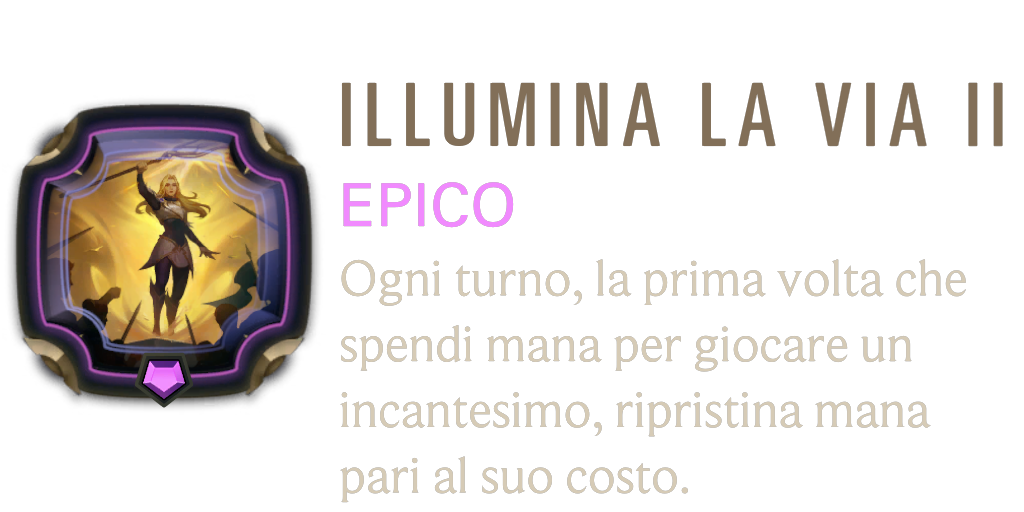 ILLUMINA LA VIA II
EPICO
Ogni turno, la prima volta che
spendi mana per giocare un
incantesimo, ripristina mana
pari al suo costo.